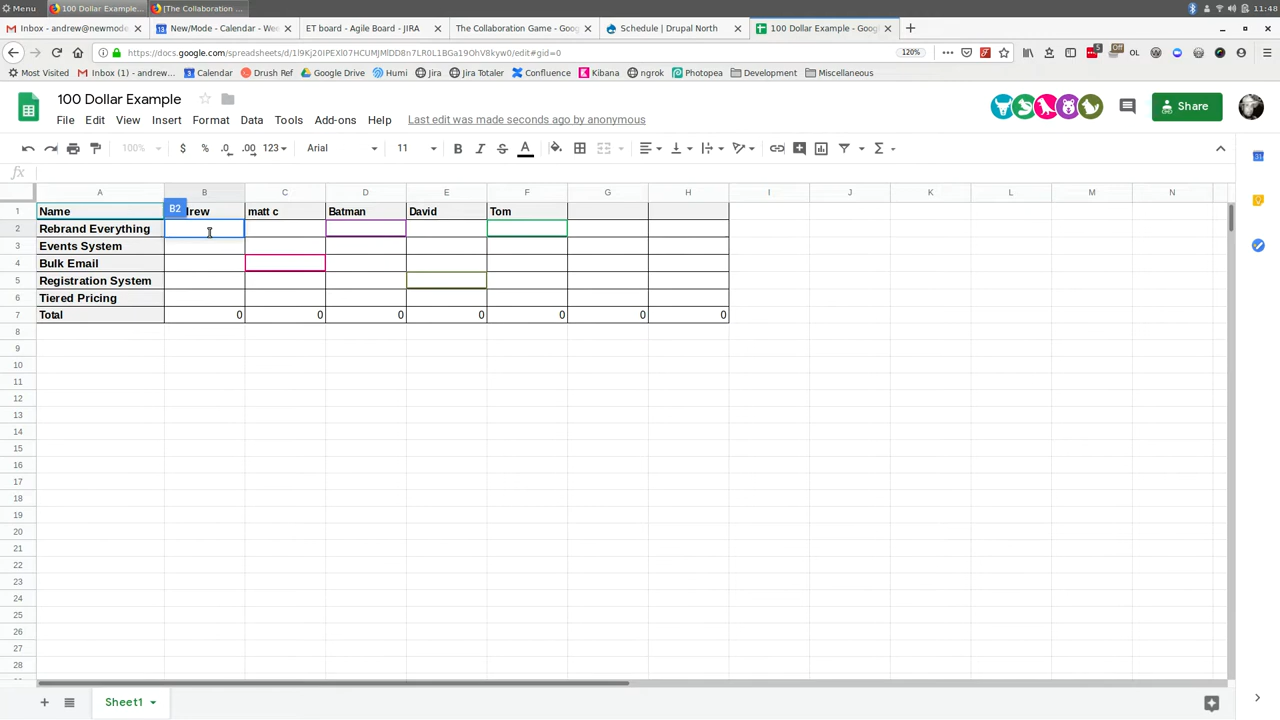 Menu 100 Dollar Example... [The Collaboration ... 11:48
Inbox - andrew@newmode New/Mode - Calendar - We ET board - Agile Board - JIRA The Collaboration Game - Goog Schedule | Drupal North 100 Dollar Example - Google
https://docs.google.com/spreadsheets/d/1I9Kj20IPEXl07HCUMJMlDD8n7LR0L1BGa19OhV8kyw0/edit#gid=0 120% 5 Off OL
Most Visited Inbox (1) - andrew... Calendar Drush Ref Google Drive Humi Jira Jira Totaler Confluence Kibana ngrok Photopea Development Miscellaneous
100 Dollar Example
Share
File Edit View Insert Format Data Tools Add-ons Help Last edit was made seconds ago by anonymous
100% $ % .0 .00 123 Arial 11 B I S A Σ
fx
A B C D E F G H I J K L M N
1 Name B2 rew matt c Batman David Tom
2 Rebrand Everything
3 Events System
4 Bulk Email
5 Registration System
6 Tiered Pricing
7 Total 0 0 0 0 0 0 0
8
9
10
11
12
13
14
15
16
17
18
19
20
21
22
23
24
25
26
27
28
Sheet1